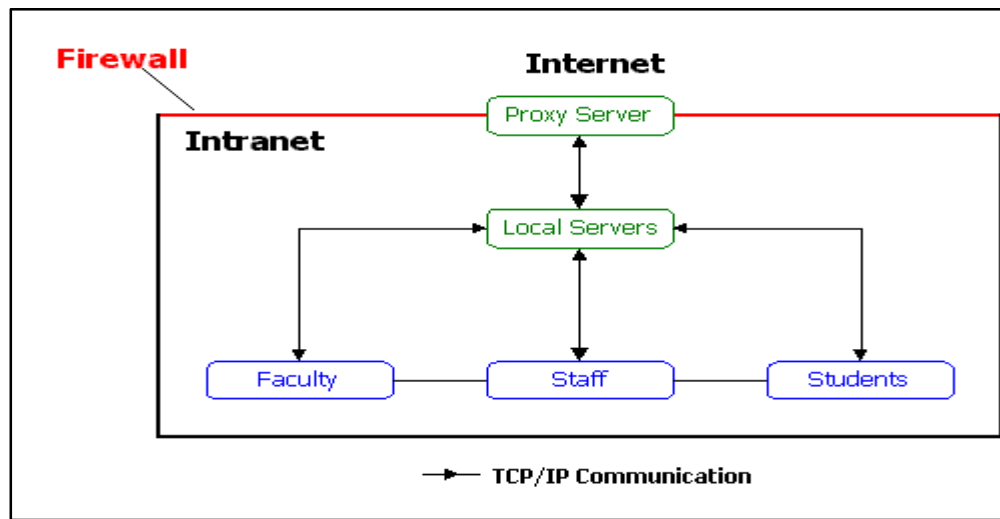 Firewall
Internet
Proxy Server
Intranet
Local Servers
Faculty
Staff
Students
TCP/IP Communication